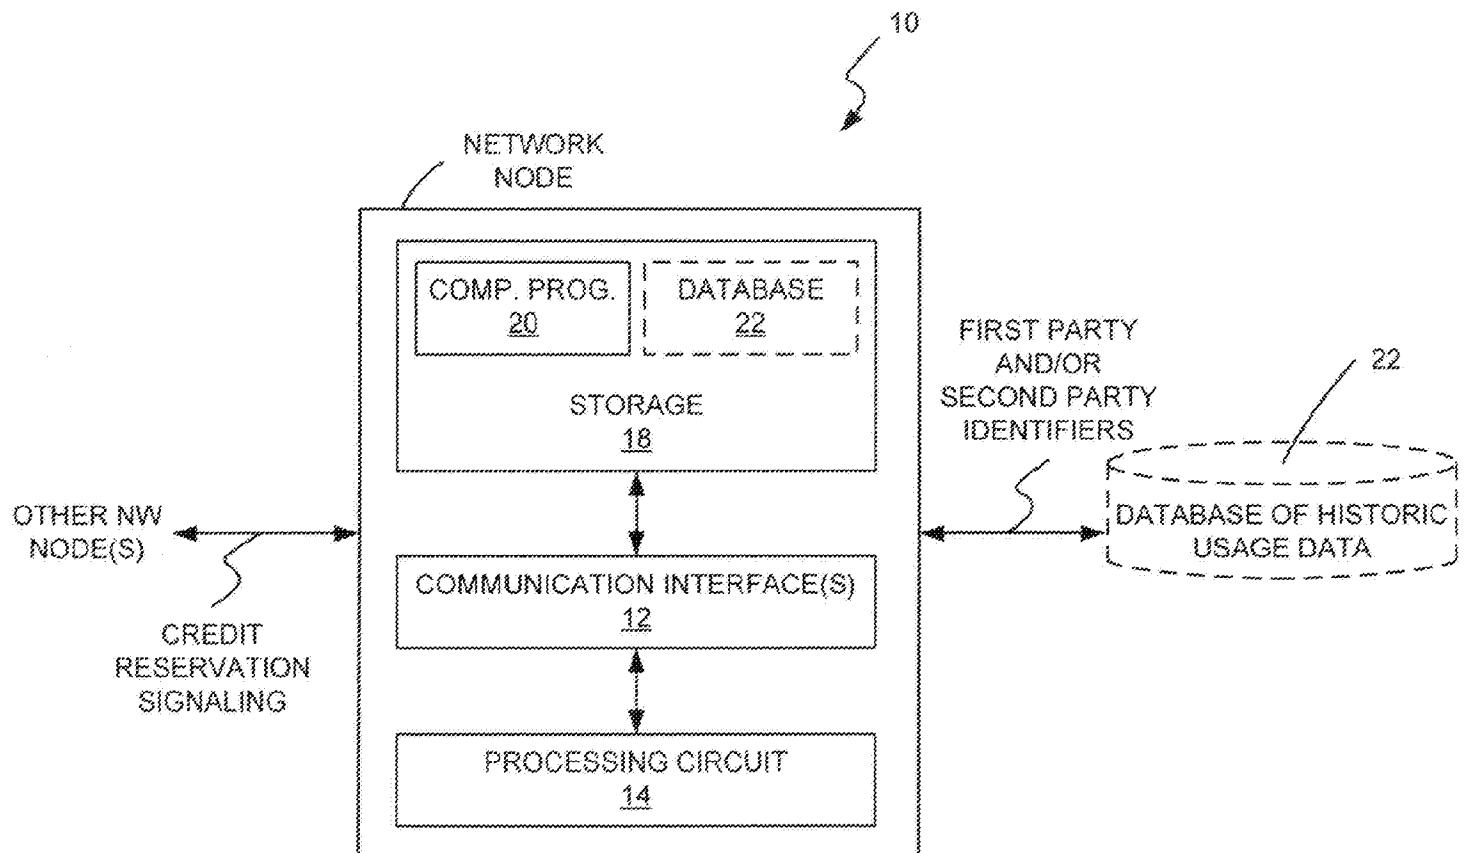 10
NETWORK
NODE
COMP. PROG.
20
DATABASE
22
STORAGE
18
FIRST PARTY
AND/OR
SECOND PARTY
IDENTIFIERS
22
OTHER NW
NODE(S)
CREDIT
RESERVATION
SIGNALING
COMMUNICATION INTERFACE(S)
12
DATABASE OF HISTORIC
USAGE DATA
PROCESSING CIRCUIT
14